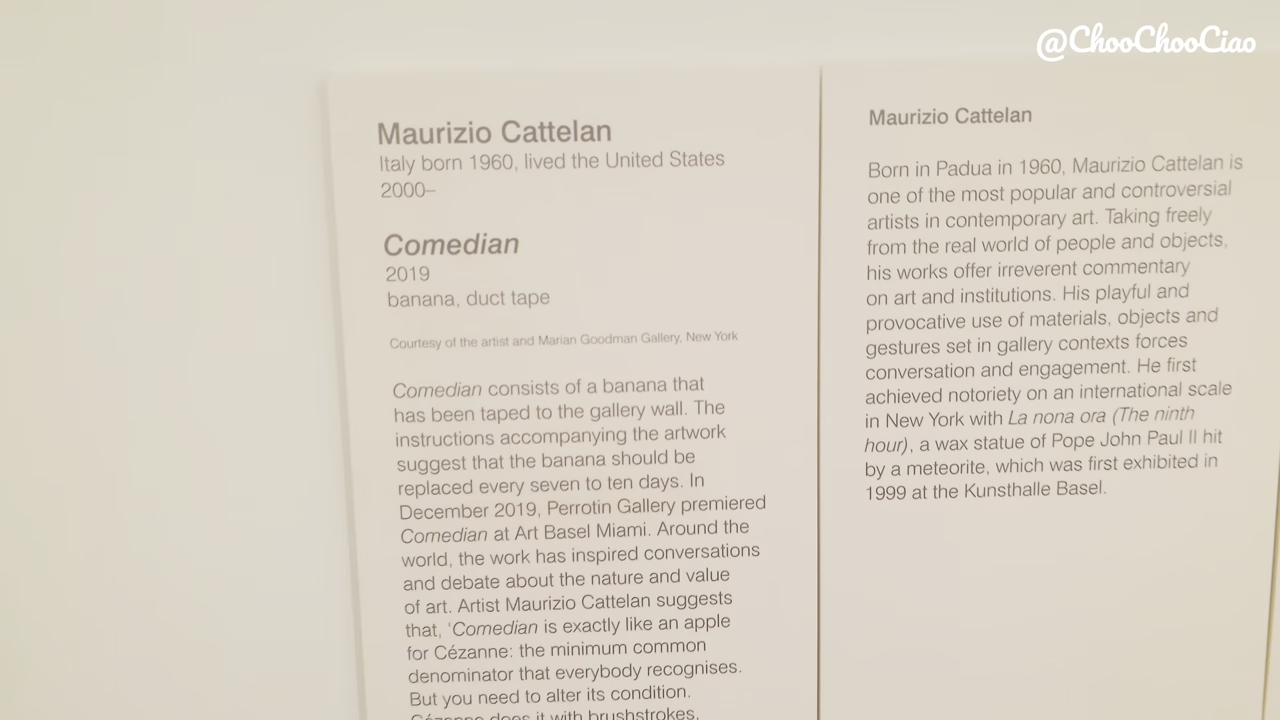 @ChooChooCiao
Maurizio Cattelan
Italy born 1960, lived the United States
2000–
Comedian
2019
banana, duct tape
Courtesy of the artist and Marian Goodman Gallery, New York
Comedian consists of a banana that
has been taped to the gallery wall. The
instructions accompanying the artwork
suggest that the banana should be
replaced every seven to ten days. In
December 2019, Perrotin Gallery premiered
Comedian at Art Basel Miami. Around the
world, the work has inspired conversations
and debate about the nature and value
of art. Artist Maurizio Cattelan suggests
that, ‘Comedian is exactly like an apple
for Cézanne: the minimum common
denominator that everybody recognises.
But you need to alter its condition.
Cézanne does it with brushstrokes,
Maurizio Cattelan
Born in Padua in 1960, Maurizio Cattelan is
one of the most popular and controversial
artists in contemporary art. Taking freely
from the real world of people and objects,
his works offer irreverent commentary
on art and institutions. His playful and
provocative use of materials, objects and
gestures set in gallery contexts forces
conversation and engagement. He first
achieved notoriety on an international scale
in New York with La nona ora (The ninth
hour), a wax statue of Pope John Paul II hit
by a meteorite, which was first exhibited in
1999 at the Kunsthalle Basel.